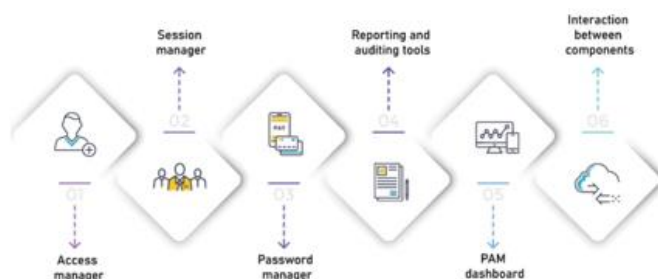 Session
manager
Reporting and
auditing tools
Interaction
between
components
02
04
06
PAY
01
03
05
Access
manager
Password
manager
PAM
dashboard